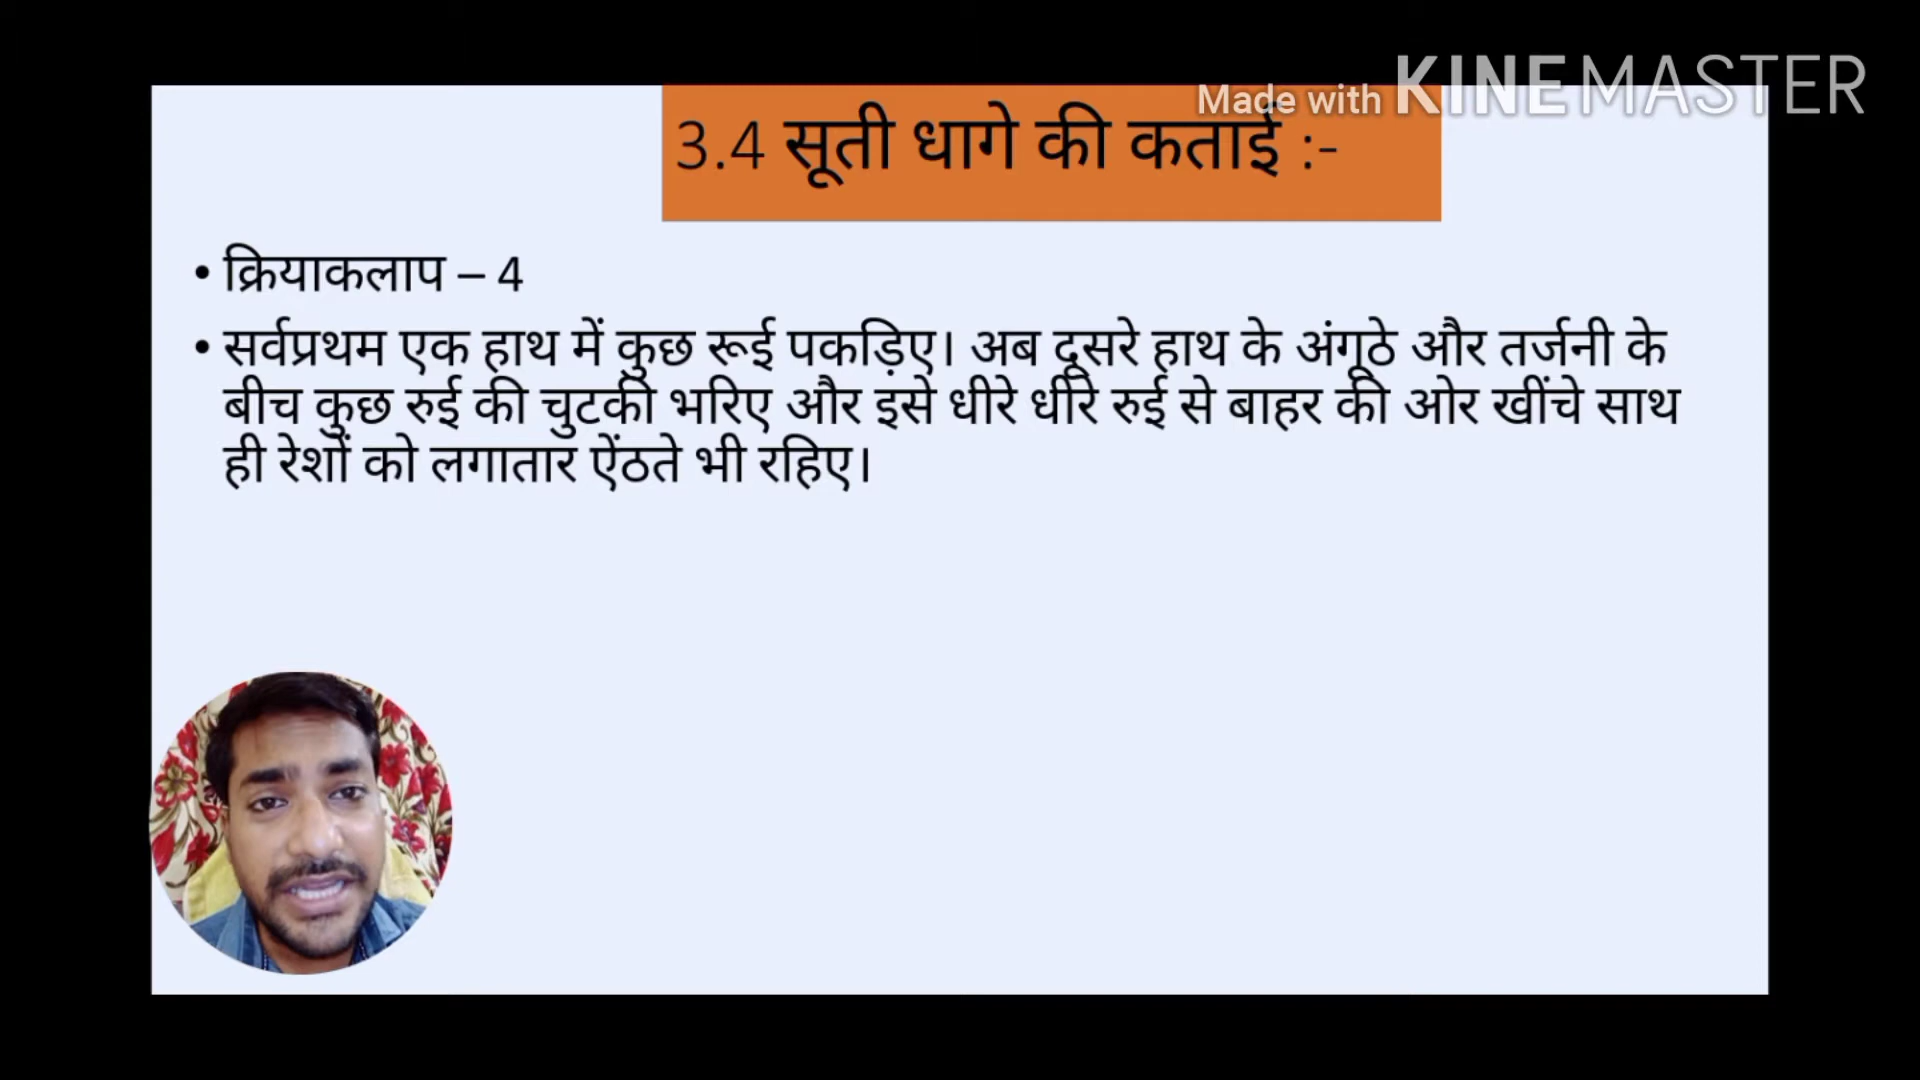 Made with KINEMASTER
3.4 सूती धागे की कताई :-
• क्रियाकलाप – 4
• सर्वप्रथम एक हाथ में कुछ रूई पकड़िए। अब दूसरे हाथ के अंगूठे और तर्जनी के
बीच कुछ रुई की चुटकी भरिए और इसे धीरे धीरे रुई से बाहर की ओर खींचे साथ
ही रेशों को लगातार ऐंठते भी रहिए।